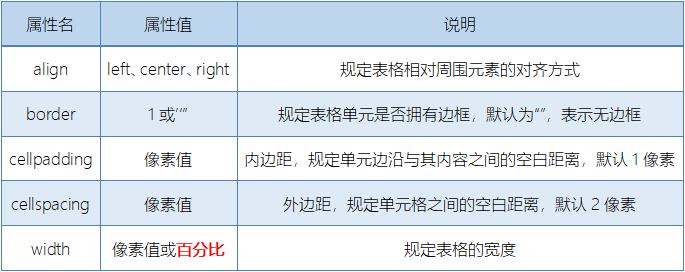 属性名 属性值 说明
align left、center、right 规定表格相对周围元素的对齐方式
border 1或“” 规定表格单元是否拥有边框，默认为“”，表示无边框
cellpadding 像素值 内边距，规定单元边沿与其内容之间的空白距离，默认1像素
cellspacing 像素值 外边距，规定单元格之间的空白距离，默认2像素
width 像素值或百分比 规定表格的宽度